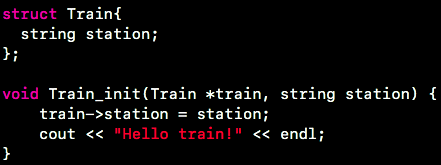 struct Train{
  string station;
};

void Train_init(Train *train, string station) {
    train->station = station;
    cout << "Hello train!" << endl;
}